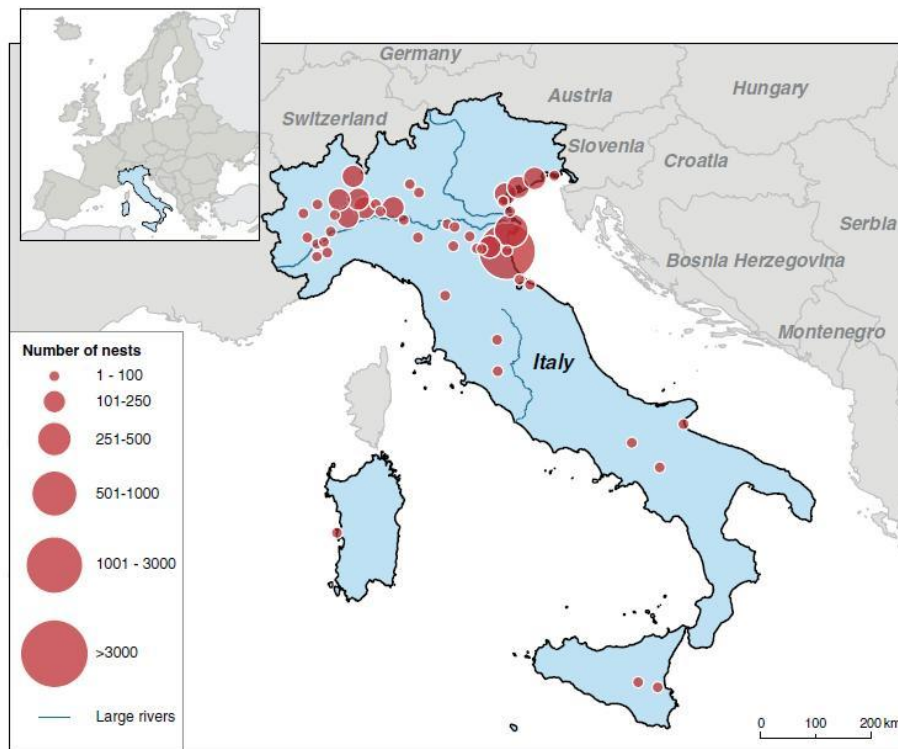 Germany
Austria
Hungary
Switzerland
Slovenia
Croatia
Serbia
Bosnia Herzegovina
Montenegro
Italy
Number of nests
1 - 100
101-250
251-500
501-1000
1001 - 3000
>3000
Large rivers
0 100 200 km